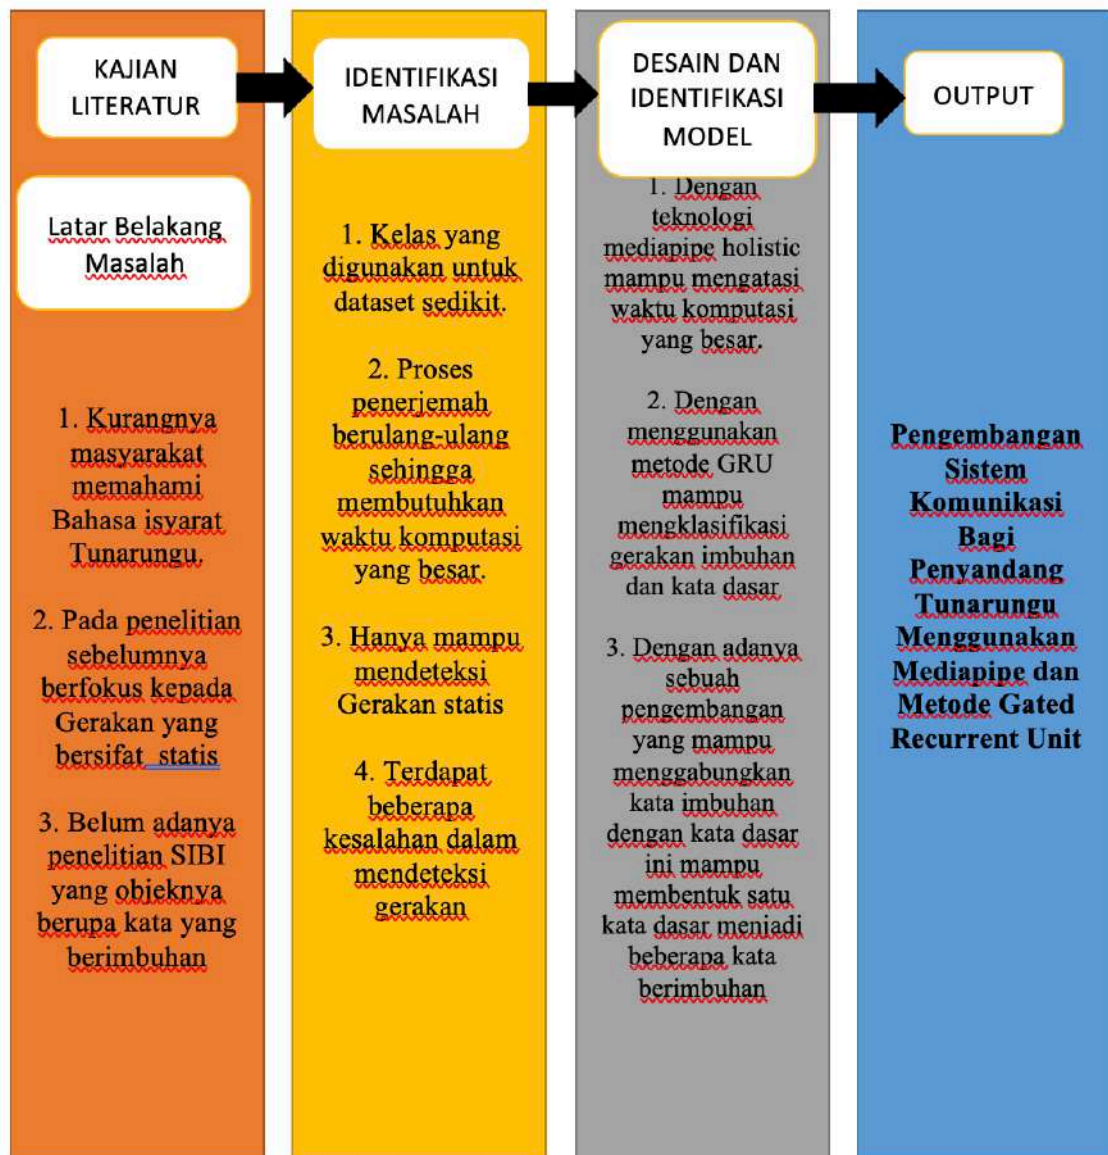 KAJIAN
LITERATUR
Latar Belakang
Masalah
1. Kurangnya
masyarakat
memahami
Bahasa isyarat
Tunarungu.
2. Pada penelitian
sebelumnya
berfokus kepada
Gerakan yang
bersifat statis
3. Belum adanya
penelitian SIBI
yang objeknya
berupa kata yang
berimbuhan
IDENTIFIKASI
MASALAH
1. Kelas yang
digunakan untuk
dataset sedikit.
2. Proses
penerjemah
berulang-ulang
sehingga
membutuhkan
waktu komputasi
yang besar.
3. Hanya mampu
mendeteksi
Gerakan statis
4. Terdapat
beberapa
kesalahan dalam
mendeteksi
gerakan
DESAIN DAN
IDENTIFIKASI
MODEL
1. Dengan
teknologi
mediapipe holistic
mampu mengatasi
waktu komputasi
yang besar.
2. Dengan
menggunakan
metode GRU
mampu
mengklasifikasi
gerakan imbuhan
dan kata dasar
3. Dengan adanya
sebuah
pengembangan
yang mampu
menggabungkan
kata imbuhan
dengan kata dasar
ini mampu
membentuk satu
kata dasar menjadi
beberapa kata
berimbuhan
OUTPUT
Pengembangan
Sistem
Komunikasi
Bagi
Penyandang
Tunarungu
Menggunakan
Mediapipe dan
Metode Gated
Recurrent Unit